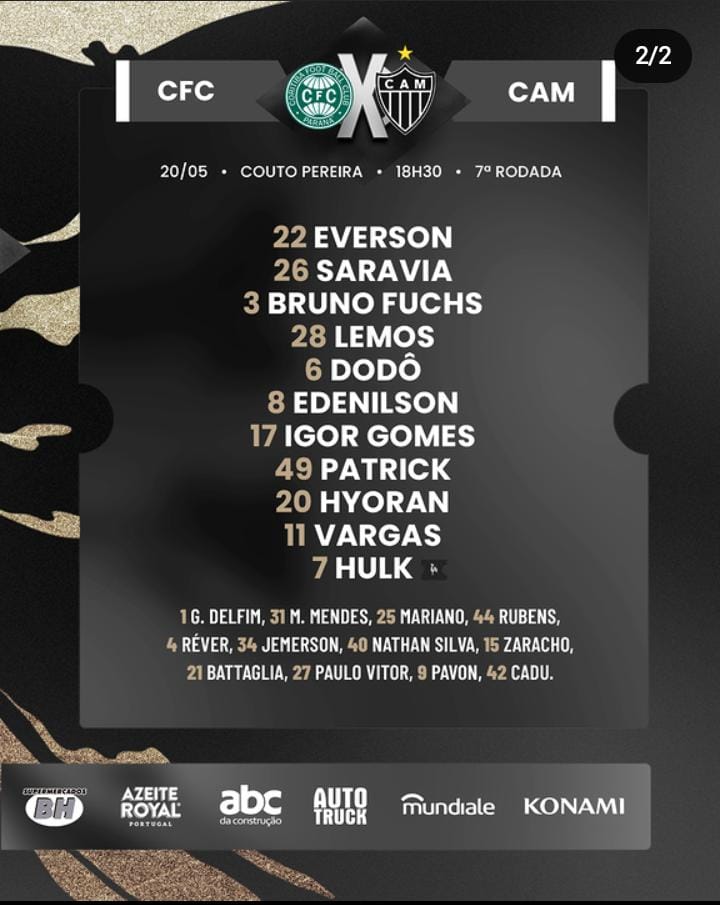 2/2
CFC
CORITIBA FOOT BALL CLUB
CFC
PARANÁ
X
CAM
CAM
20/05 • COUTO PEREIRA • 18H30 • 7ª RODADA
22 EVERSON
26 SARAVIA
3 BRUNO FUCHS
28 LEMOS
6 DODÔ
8 EDENILSON
17 IGOR GOMES
49 PATRICK
20 HYORAN
11 VARGAS
7 HULK
1 G. DELFIM, 31 M. MENDES, 25 MARIANO, 44 RUBENS,
4 RÉVER, 34 JEMERSON, 40 NATHAN SILVA, 15 ZARACHO,
21 BATTAGLIA, 27 PAULO VITOR, 9 PAVON, 42 CADU.
SUPERMERCADOS
BH
AZEITE
ROYAL
PORTUGAL
abc
da construção
AUTO
TRUCK
mundiale
KONAMI